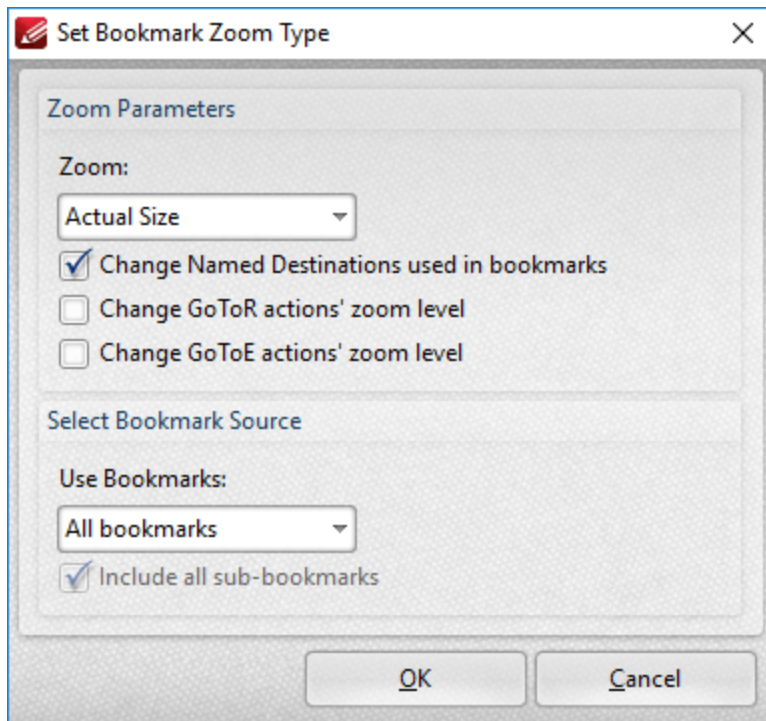 Set Bookmark Zoom Type
Zoom Parameters
Zoom:
Actual Size
Change Named Destinations used in bookmarks
Change GoToR actions' zoom level
Change GoToE actions' zoom level
Select Bookmark Source
Use Bookmarks:
All bookmarks
Include all sub-bookmarks
OK Cancel